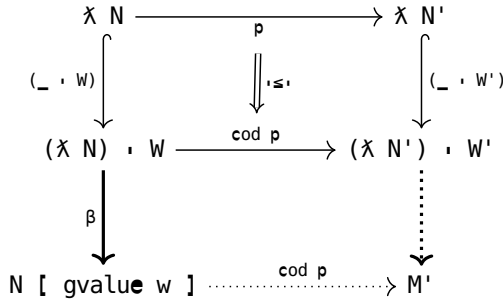 ƛ N p ƛ N'
(_ · W) ·≤· (_ · W')
(ƛ N) · W cod p (ƛ N') · W'
β
N [ gvalue w ] cod p M'